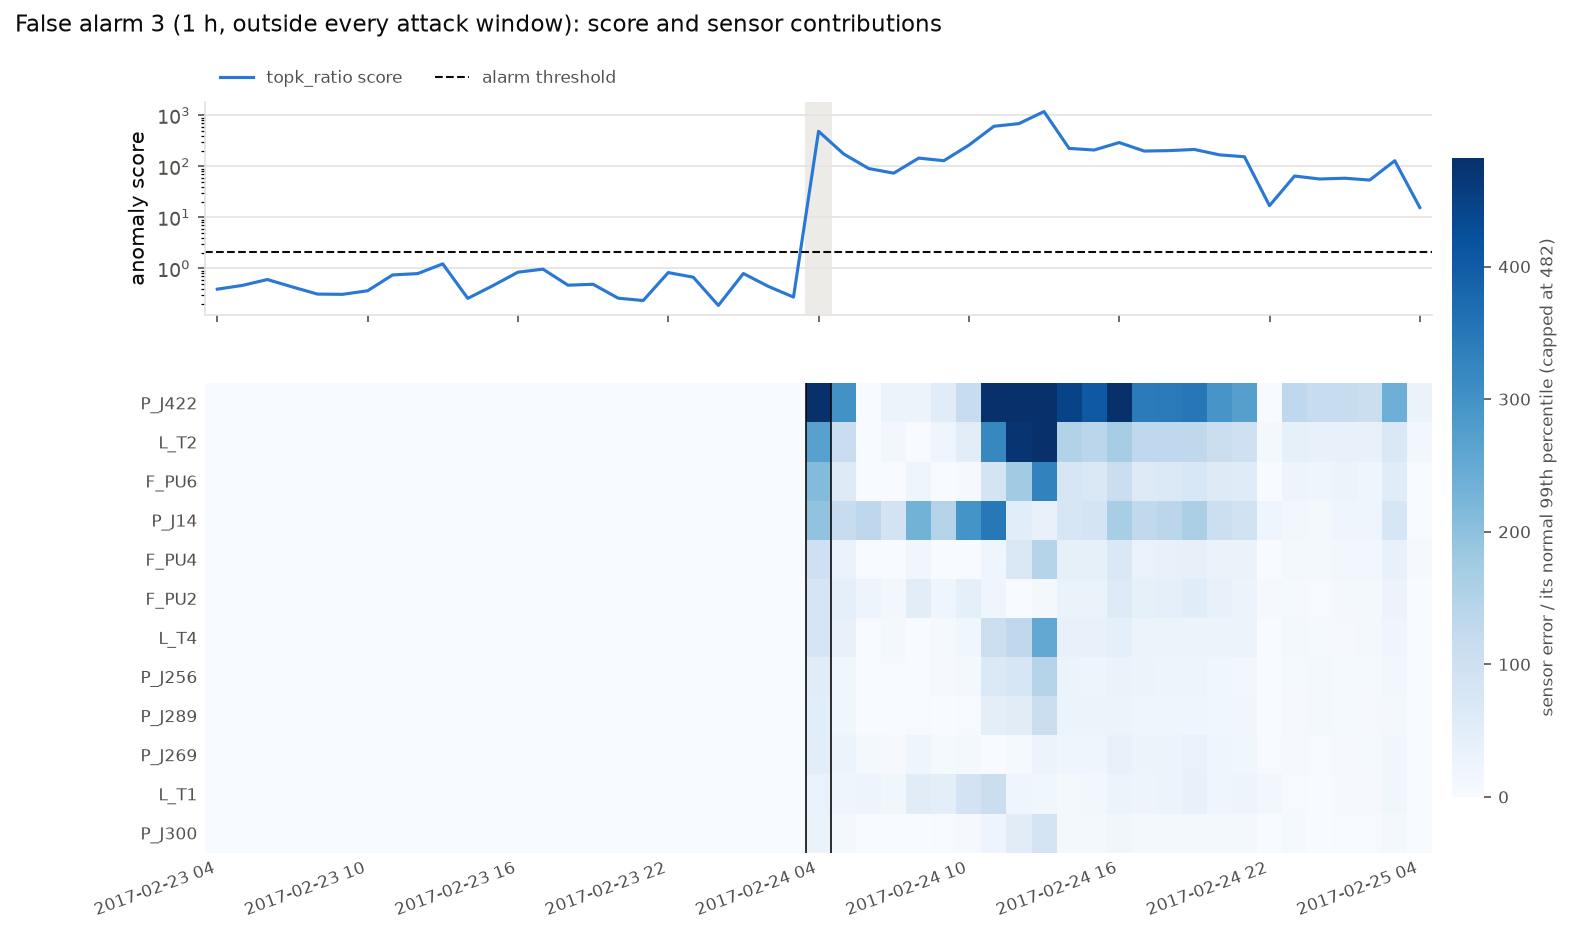 False alarm 3 (1 h, outside every attack window): score and sensor contributions
topk_ratio score
alarm threshold
anomaly score
10³
10²
10¹
10⁰
P_J422
L_T2
F_PU6
P_J14
F_PU4
F_PU2
L_T4
P_J256
P_J289
P_J269
L_T1
P_J300
2017-02-23 04
2017-02-23 10
2017-02-23 16
2017-02-23 22
2017-02-24 04
2017-02-24 10
2017-02-24 16
2017-02-24 22
2017-02-25 04
400
300
200
100
0
sensor error / its normal 99th percentile (capped at 482)